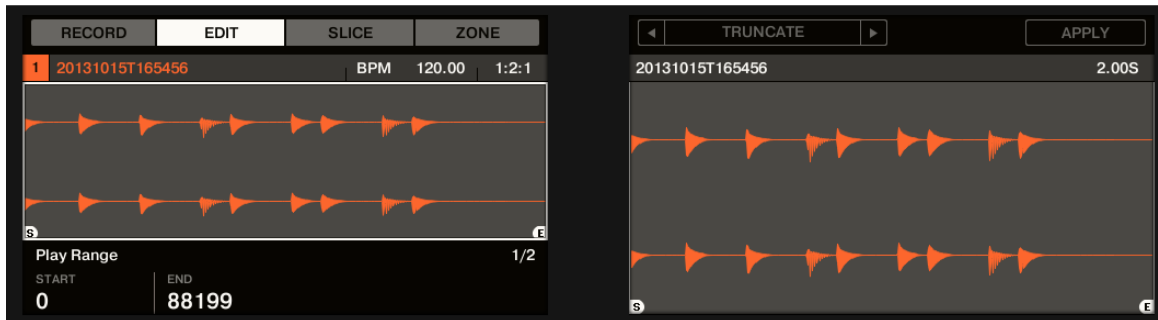 RECORD EDIT SLICE ZONE
1 20131015T165456 BPM 120.00 1:2:1
S E
Play Range 1/2
START END
0 88199
TRUNCATE APPLY
20131015T165456 2.00S
S E